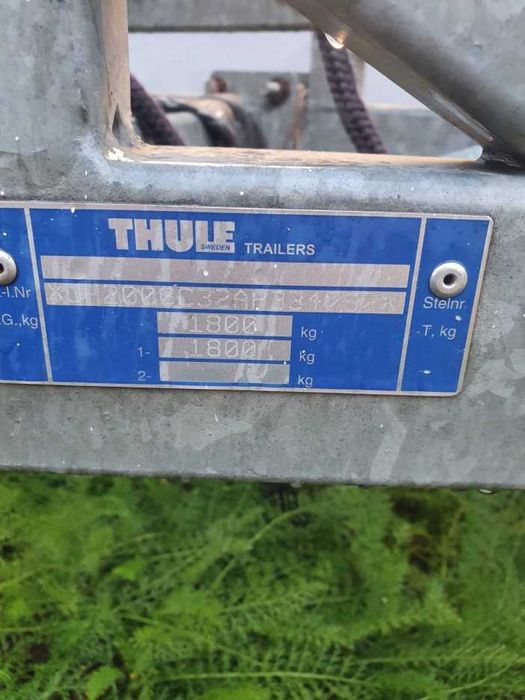 THULE
SWEDEN TRAILERS
-I.Nr Stelnr
1800 kg
G.,kg T, kg
1- 1800 kg
2- kg